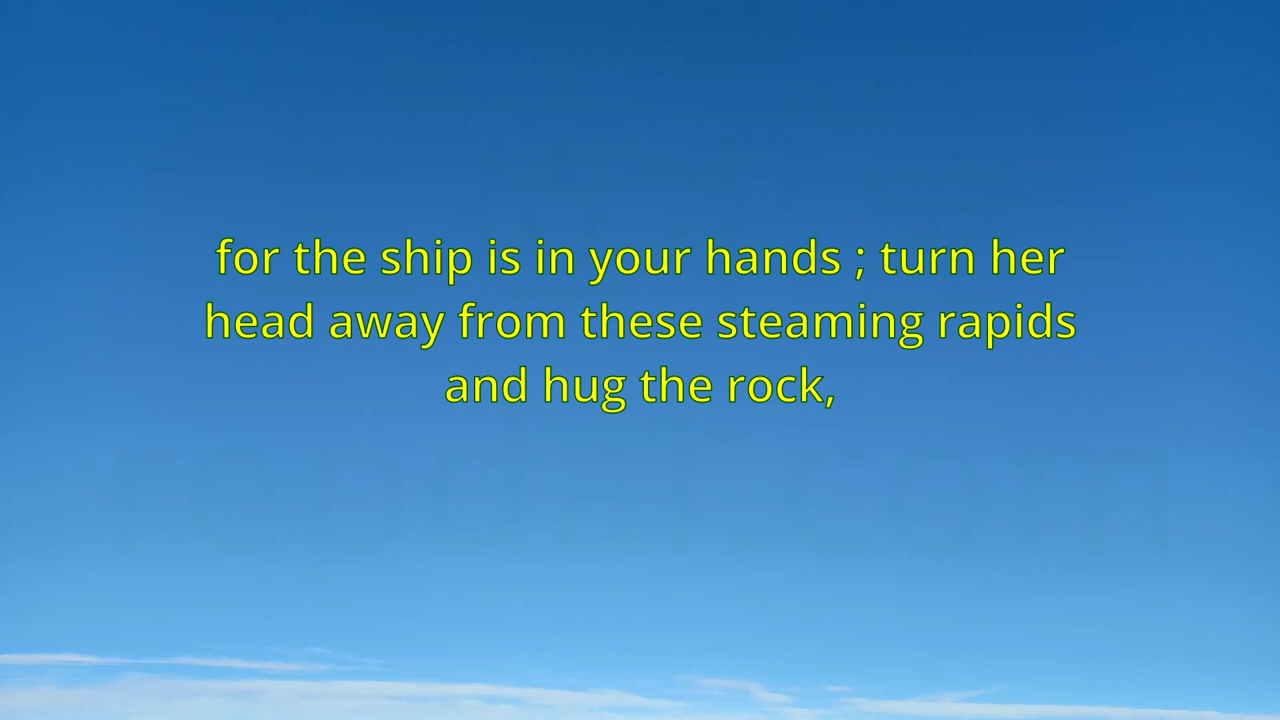 for the ship is in your hands ; turn her
head away from these steaming rapids
and hug the rock,